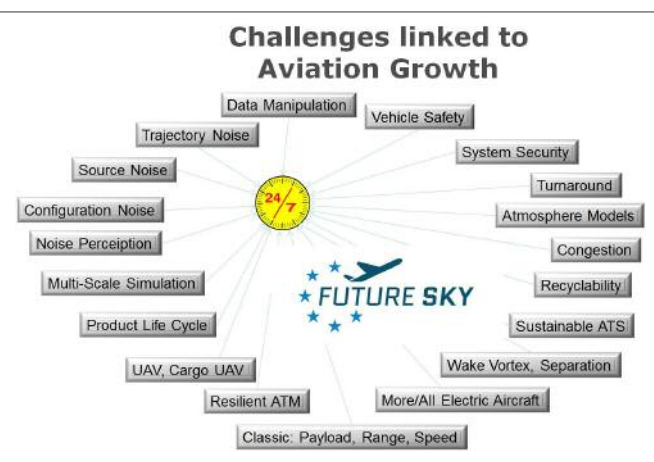 Challenges linked to
Aviation Growth
Data Manipulation
Vehicle Safety
Trajectory Noise
System Security
Source Noise
Turnaround
Configuration Noise
24/7
Atmosphere Models
Noise Perceiption
Congestion
Multi-Scale Simulation
Recyclability
FUTURE SKY
Product Life Cycle
Sustainable ATS
UAV, Cargo UAV
Wake Vortex, Separation
Resilient ATM
More/All Electric Aircraft
Classic: Payload, Range, Speed